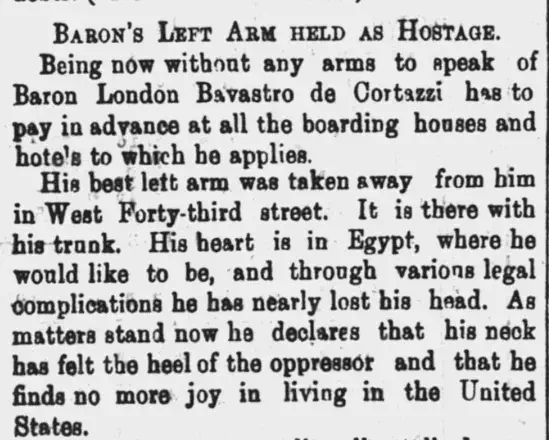 BARON'S LEFT ARM HELD AS HOSTAGE.
Being now without any arms to speak of
Baron London Bavastro de Cortazzi has to
pay in advance at all the boarding houses and
hote's to which he applies.
His best left arm was taken away from him
in West Forty-third street. It is there with
his trunk. His heart is in Egypt, where he
would like to be, and through various legal
complications he has nearly lost his head. As
matters stand now he declares that his neck
has felt the heel of the oppressor and that he
finds no more joy in living in the United
States.